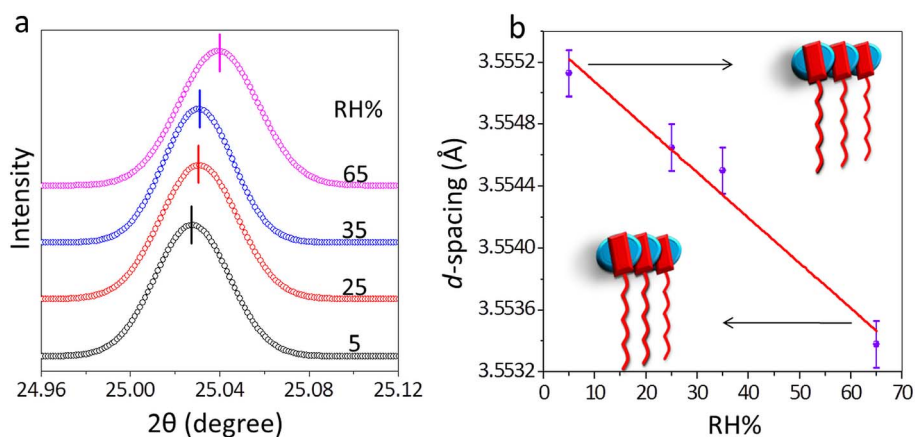 a
RH%
65
35
25
5
Intensity
24.96 25.00 25.04 25.08 25.12
2θ (degree)
b
3.5552
3.5548
3.5544
3.5540
3.5536
3.5532
d-spacing (Å)
0 10 20 30 40 50 60 70
RH%